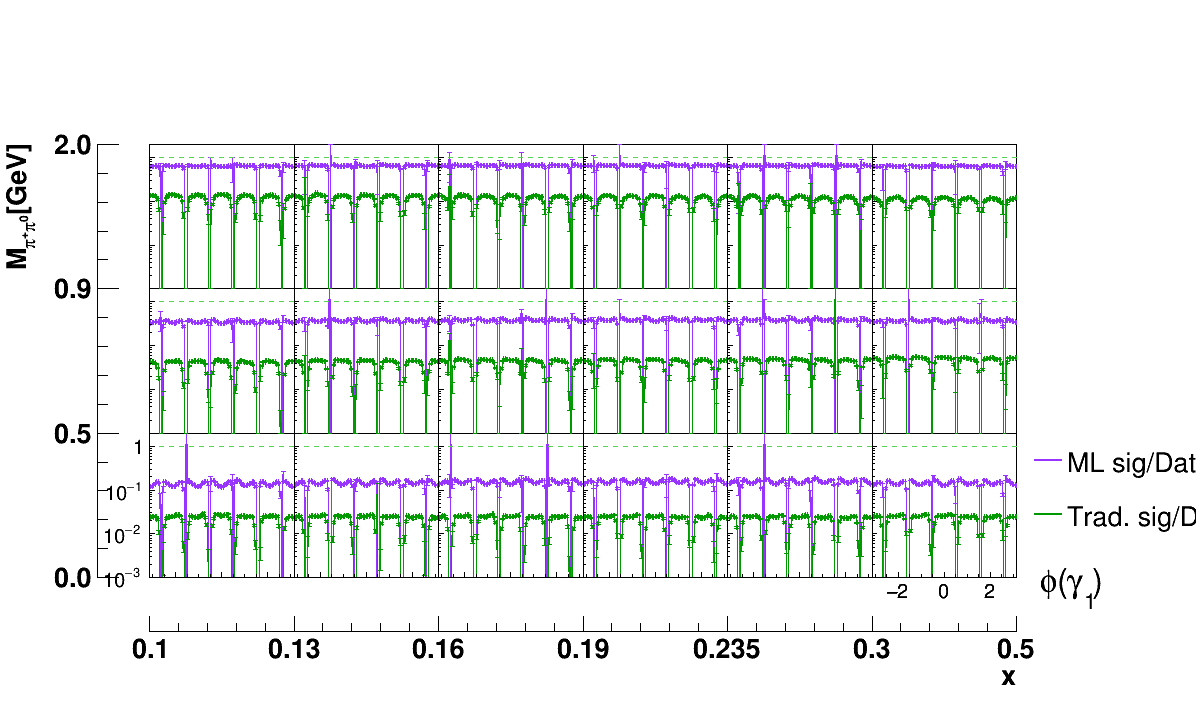 2.0
M_{π⁺π⁰}[GeV]
0.9
0.5
1
10⁻¹
10⁻²
10⁻³
0.0
ML sig/Dat
Trad. sig/D
−2 0 2
ϕ(γ₁)
0.1 0.13 0.16 0.19 0.235 0.3 0.5
x